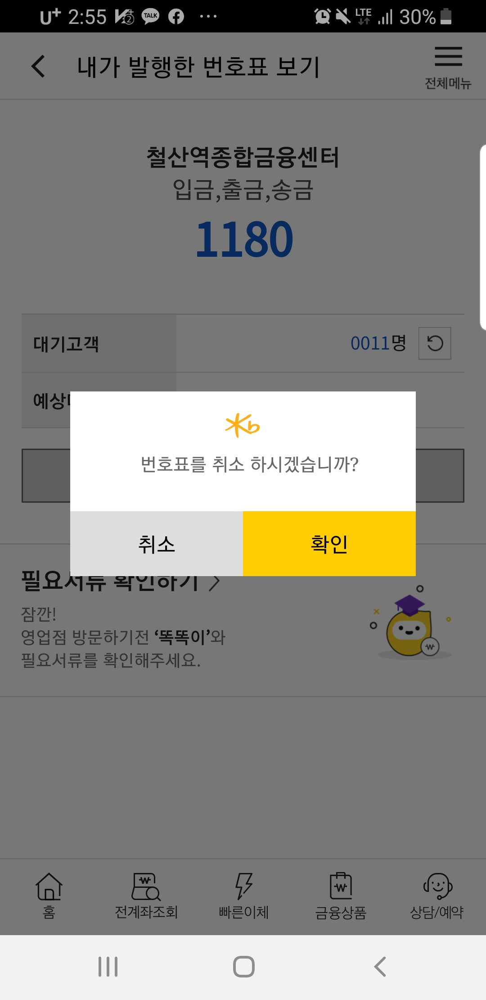 U+ 2:55 TALK ... LTE 30%
내가 발행한 번호표 보기
전체메뉴
철산역종합금융센터
입금,출금,송금
1180
대기고객 0011명
예상
Kb
번호표를 취소 하시겠습니까?
취소 확인
필요서류 확인하기 >
잠깐!
영업점 방문하기전 ‘똑똑이’와
필요서류를 확인해주세요.
홈 전계좌조회 빠른이체 금융상품 상담/예약